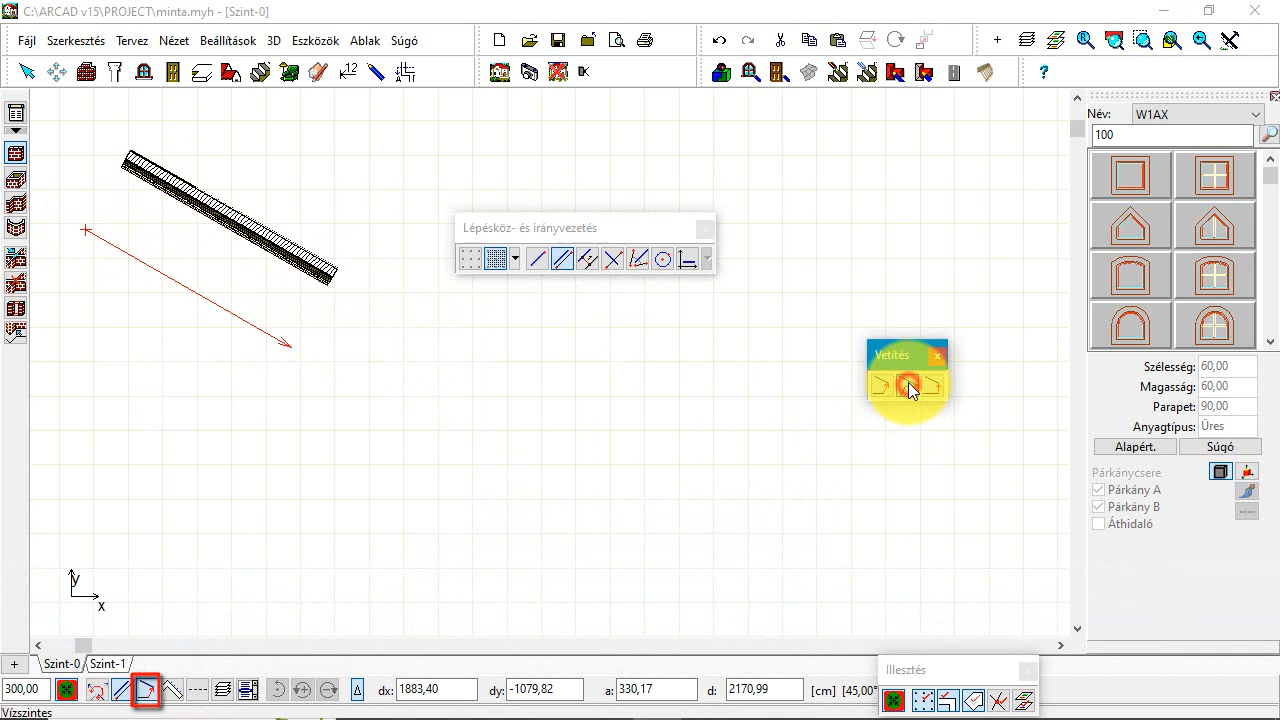 C:\ARCAD v15\PROJECT\minta.myh - [Szint-0]
Fájl Szerkesztés Tervez Nézet Beállítások Eszközök Ablak Súgó
Név: W1AX
100
Lépésköz- és irányvezetés
Vetítés
Szélesség: 60,00
Magasság: 60,00
Parapet: 90,00
Anyagtípus: Üres
Alapért. Súgó
Párkánycsere
Párkány A
Párkány B
Áthidaló
y
x
Szint-0 Szint-1
Illesztés
300,00 dx: 1883,40 dy: -1079,82 a: 330,17 d: 2170,99 [cm] [45,00°
Vízszintes